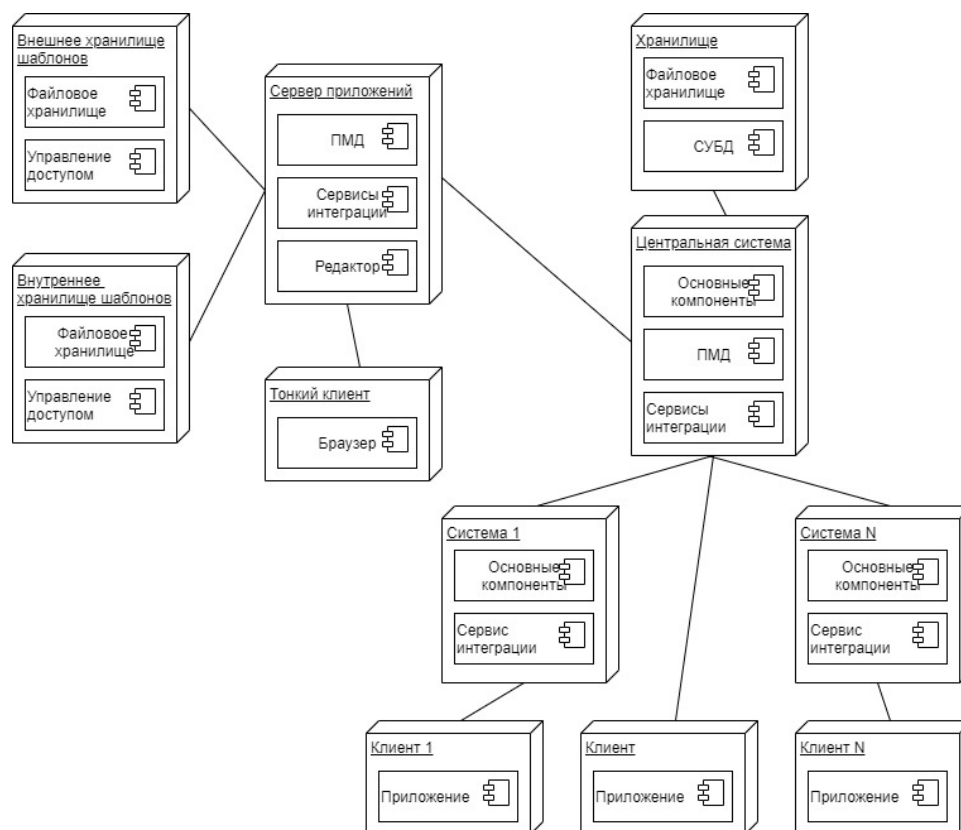 Внешнее хранилище
шаблонов
Файловое
хранилище
Управление
доступом
Внутреннее
хранилище шаблонов
Файловое
хранилище
Управление
доступом
Сервер приложений
ПМД
Сервисы
интеграции
Редактор
Тонкий клиент
Браузер
Хранилище
Файловое
хранилище
СУБД
Центральная система
Основные
компоненты
ПМД
Сервисы
интеграции
Система 1
Основные
компоненты
Сервис
интеграции
Система N
Основные
компоненты
Сервис
интеграции
Клиент 1
Приложение
Клиент
Приложение
Клиент N
Приложение